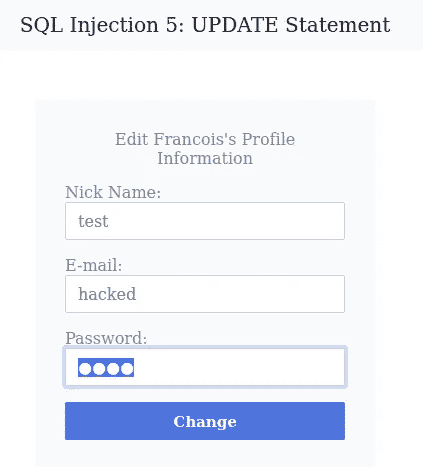 SQL Injection 5: UPDATE Statement
Edit Francois's Profile
Information
Nick Name:
test
E-mail:
hacked
Password:
●●●●
Change